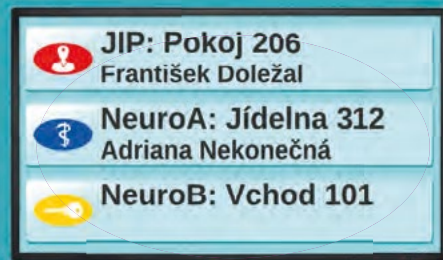 JIP: Pokoj 206
František Doležal
NeuroA: Jídelna 312
Adriana Nekonečná
NeuroB: Vchod 101